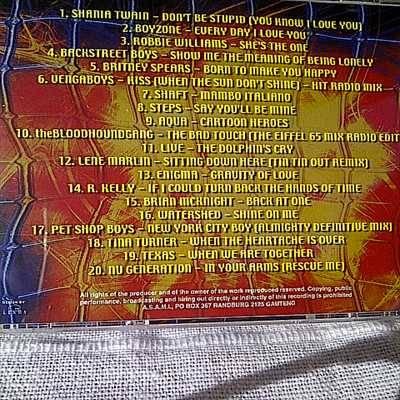 1. SHANIA TWAIN – DON'T BE STUPID (YOU KNOW I LOVE YOU)
2. BOYZONE – EVERY DAY I LOVE YOU
3. ROBBIE WILLIAMS – SHE'S THE ONE
4. BACKSTREET BOYS – SHOW ME THE MEANING OF BEING LONELY
5. BRITNEY SPEARS – BORN TO MAKE YOU HAPPY
6. VENGABOYS – KISS (WHEN THE SUN DON'T SHINE) – HIT RADIO MIX
7. SHAFT – MAMBO ITALIANO
8. STEPS – SAY YOU'LL BE MINE
9. AQUA – CARTOON HEROES
10. theBLOODHOUNDGANG – THE BAD TOUCH (THE EIFFEL 65 MIX RADIO EDIT
11. LIVE – THE DOLPHIN'S CRY
12. LENE MARLIN – SITTING DOWN HERE (TIN TIN OUT REMIX)
13. ENIGMA – GRAVITY OF LOVE
14. R. KELLY – IF I COULD TURN BACK THE HANDS OF TIME
15. BRIAN MCKNIGHT – BACK AT ONE
16. WATERSHED – SHINE ON ME
17. PET SHOP BOYS – NEW YORK CITY BOY (ALMIGHTY DEFINITIVE MIX)
18. TINA TURNER – WHEN THE HEARTACHE IS OVER
19. TEXAS – WHEN WE ARE TOGETHER
20. NU GENERATION – IN YOUR ARMS (RESCUE ME)
All rights of the producer and of the owner of the work reproduced reserved. Copying, public
performance, broadcasting and hiring out directly or indirectly of this recording is prohibited
A.S.A.M.I., PO BOX 367 RANDBURG 2125 GAUTENG